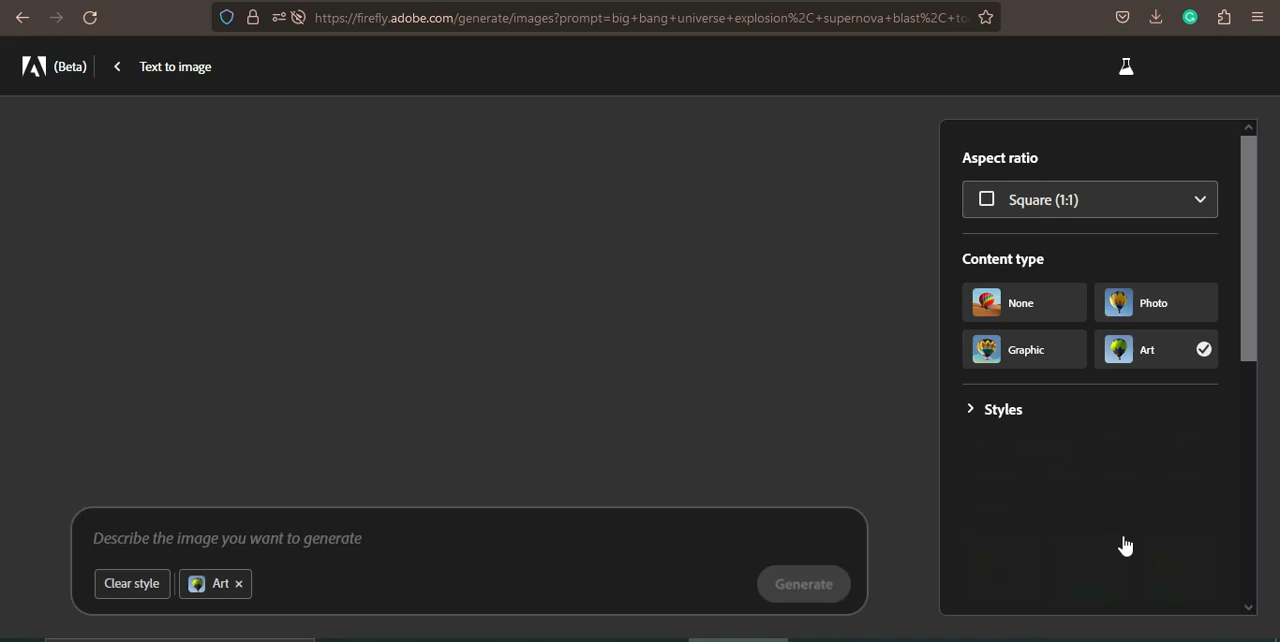 https://firefly.adobe.com/generate/images?prompt=big+bang+universe+explosion%2C+supernova+blast%2C+to
(Beta)
Text to image
Aspect ratio
Square (1:1)
Content type
None
Photo
Graphic
Art
Styles
Describe the image you want to generate
Clear style
Art
Generate